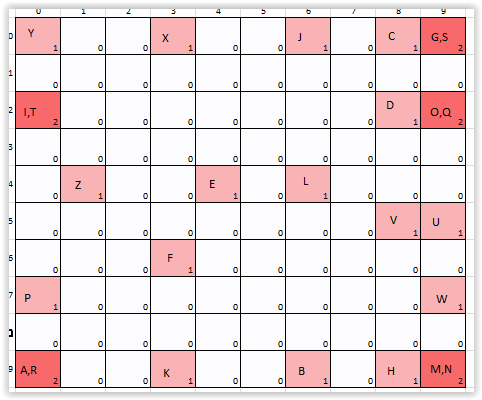 0 1 2 3 4 5 6 7 8 9
0 Y X J C G,S
1 0 0 1 0 0 1 0 1 2
1
0 0 0 0 0 0 0 0 0 0
2 I,T D O,Q
2 0 0 0 0 0 0 0 1 2
3
0 0 0 0 0 0 0 0 0 0
4 Z E L
0 1 0 0 1 0 1 0 0 0
5 V U
0 0 0 0 0 0 0 0 1 1
6 F
0 0 0 1 0 0 0 0 0 0
7 P W
1 0 0 0 0 0 0 0 0 1
0 0 0 0 0 0 0 0 0 0
9 A,R K B H M,N
2 0 0 1 0 0 1 0 1 2